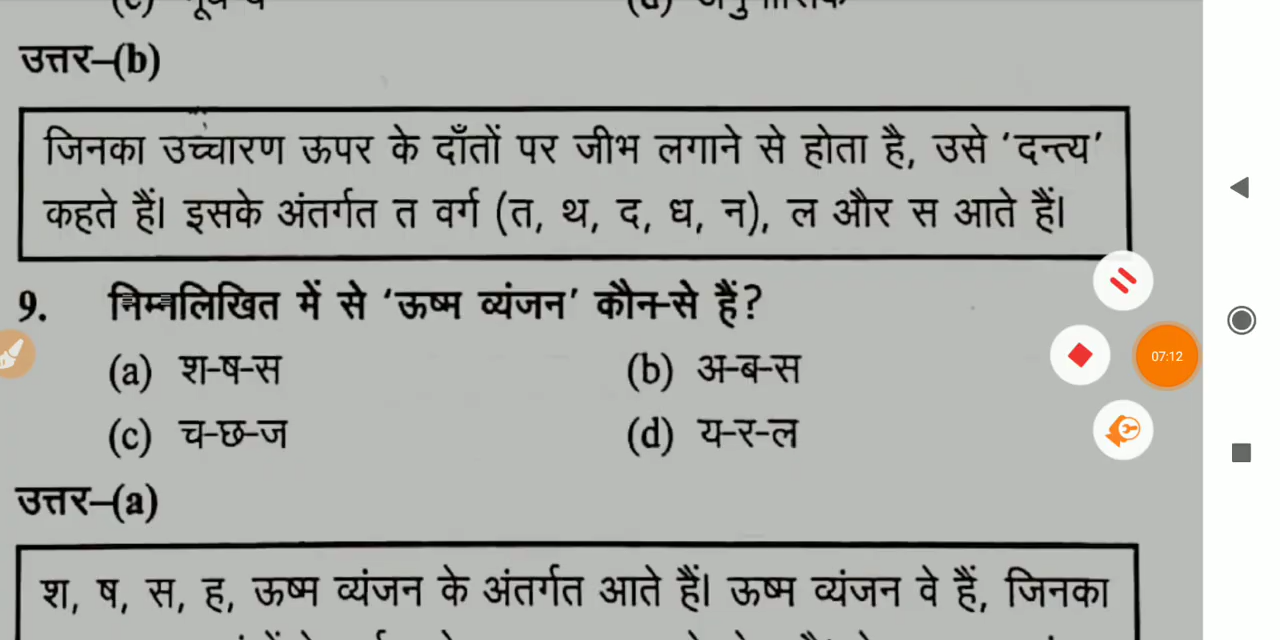 उत्तर–(b)
जिनका उच्चारण ऊपर के दाँतों पर जीभ लगाने से होता है, उसे ‘दन्त्य’
कहते हैं। इसके अंतर्गत त वर्ग (त, थ, द, ध, न), ल और स आते हैं।
9. निम्नलिखित में से ‘ऊष्म व्यंजन’ कौन-से हैं?
(a) श-ष-स (b) अ-ब-स
(c) च-छ-ज (d) य-र-ल
07:12
उत्तर–(a)
श, ष, स, ह, ऊष्म व्यंजन के अंतर्गत आते हैं। ऊष्म व्यंजन वे हैं, जिनका